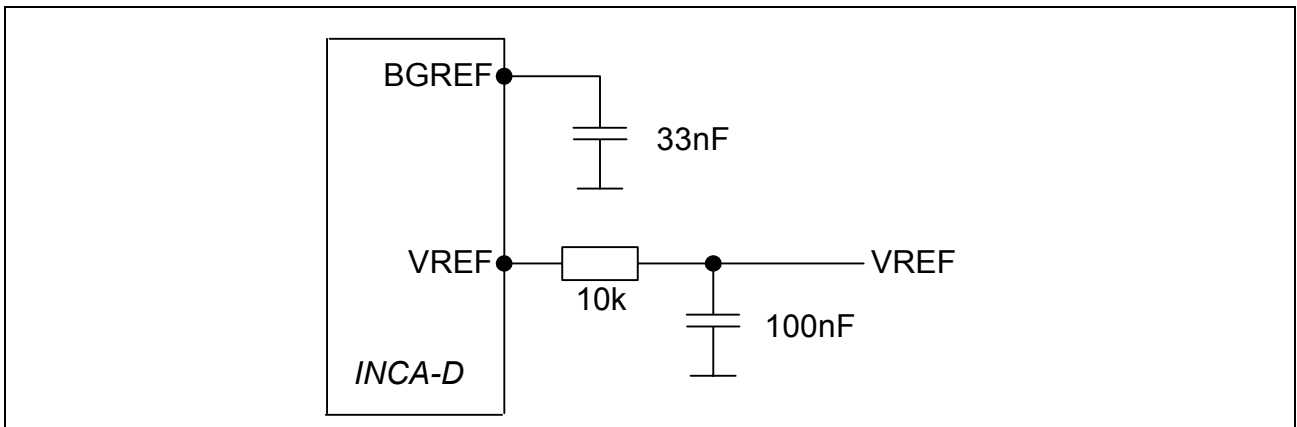 BGREF
33nF
VREF
VREF
10k
100nF
INCA-D